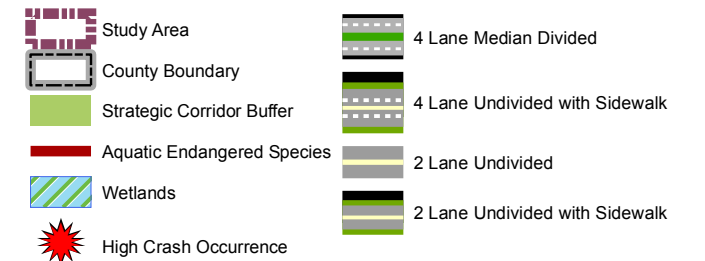 Study Area
County Boundary
Strategic Corridor Buffer
Aquatic Endangered Species
Wetlands
High Crash Occurrence
4 Lane Median Divided
4 Lane Undivided with Sidewalk
2 Lane Undivided
2 Lane Undivided with Sidewalk